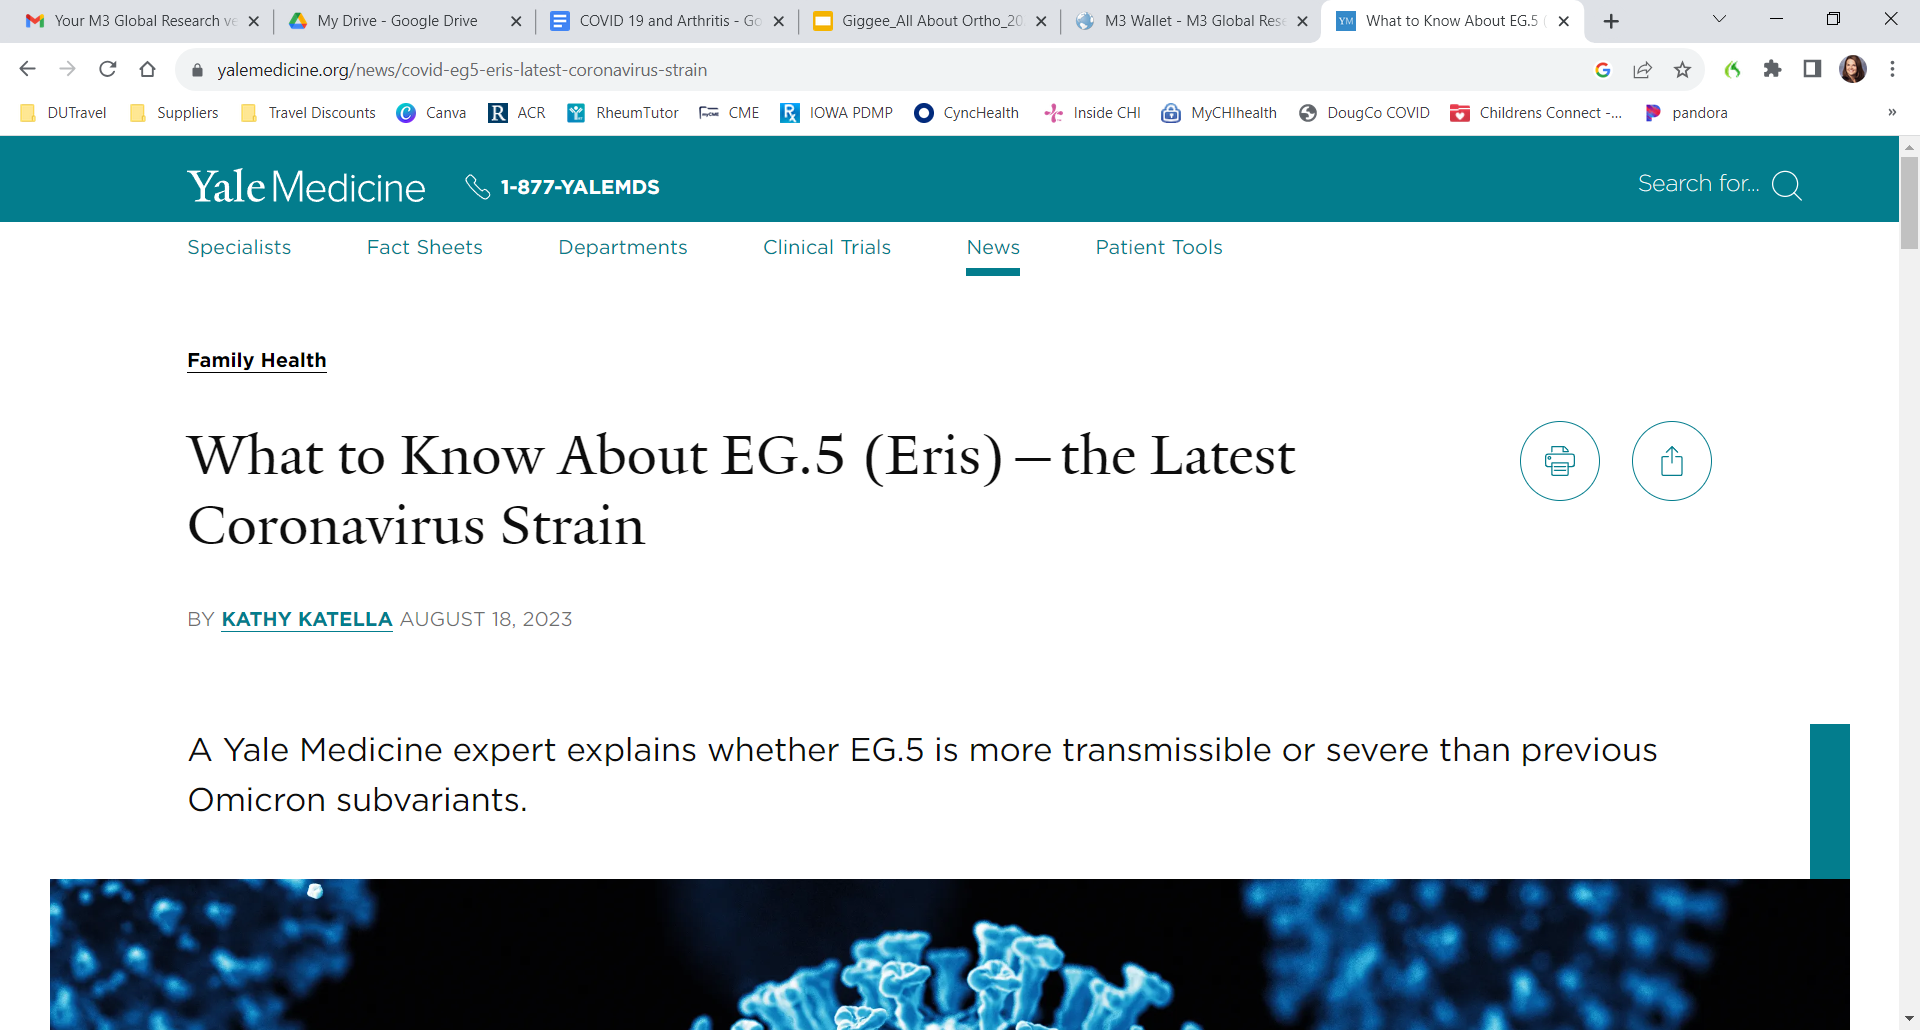 Your M3 Global Research ve
My Drive - Google Drive
COVID 19 and Arthritis - Go
Giggee_All About Ortho_20
M3 Wallet - M3 Global Rese
What to Know About EG.5 (
yalemedicine.org/news/covid-eg5-eris-latest-coronavirus-strain
DUTravel
Suppliers
Travel Discounts
Canva
ACR
RheumTutor
CME
IOWA PDMP
CyncHealth
Inside CHI
MyCHIhealth
DougCo COVID
Childrens Connect -...
pandora
»
Yale Medicine
1-877-YALEMDS
Search for...
Specialists
Fact Sheets
Departments
Clinical Trials
News
Patient Tools
Family Health
What to Know About EG.5 (Eris)—the Latest
Coronavirus Strain
BY KATHY KATELLA AUGUST 18, 2023
A Yale Medicine expert explains whether EG.5 is more transmissible or severe than previous
Omicron subvariants.